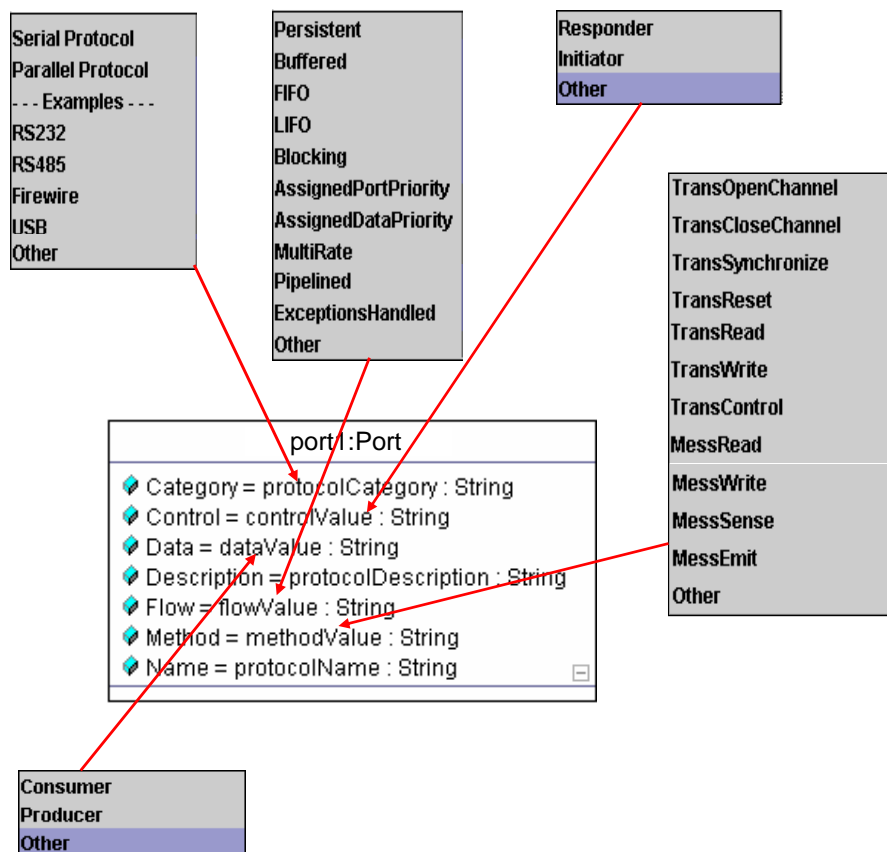 Serial Protocol
Parallel Protocol
- - - Examples - - -
RS232
RS485
Firewire
USB
Other
Persistent
Buffered
FIFO
LIFO
Blocking
AssignedPortPriority
AssignedDataPriority
MultiRate
Pipelined
ExceptionsHandled
Other
Responder
Initiator
Other
TransOpenChannel
TransCloseChannel
TransSynchronize
TransReset
TransRead
TransWrite
TransControl
MessRead
MessWrite
MessSense
MessEmit
Other
port1:Port
Category = protocolCategory : String
Control = controlValue : String
Data = dataValue : String
Description = protocolDescription : String
Flow = flowValue : String
Method = methodValue : String
Name = protocolName : String
Consumer
Producer
Other